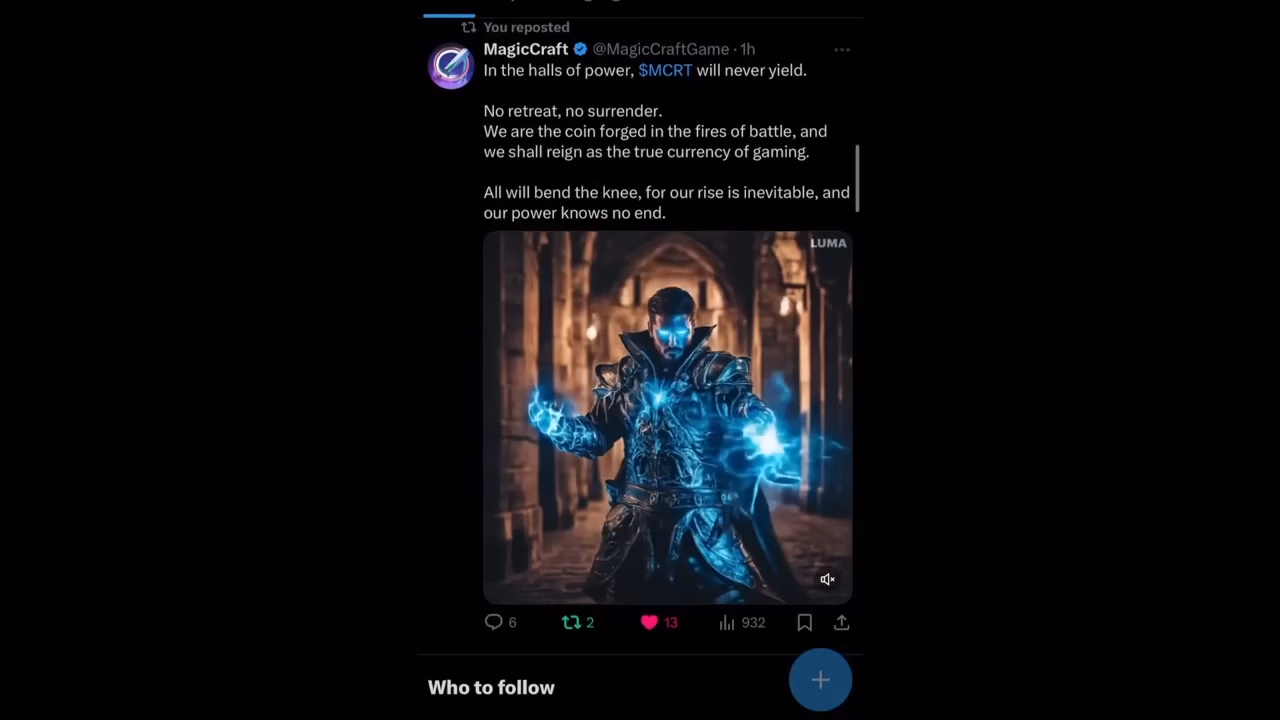 You reposted
MagicCraft @MagicCraftGame · 1h
In the halls of power, $MCRT will never yield.
No retreat, no surrender.
We are the coin forged in the fires of battle, and
we shall reign as the true currency of gaming.
All will bend the knee, for our rise is inevitable, and
our power knows no end.
LUMA
6 2 13 932
Who to follow